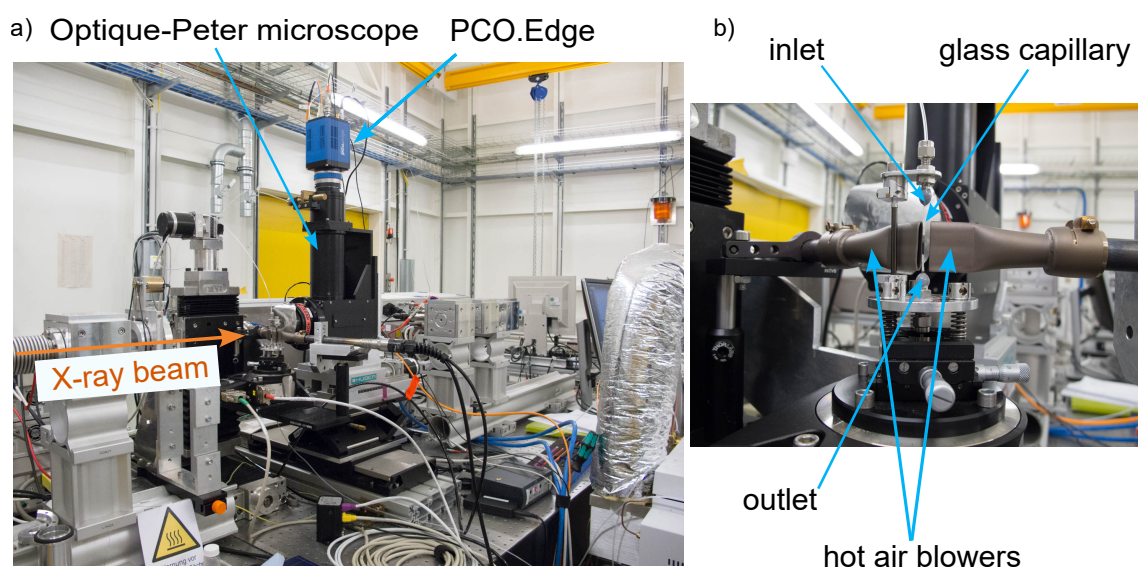 a)
Optique-Peter microscope
PCO.Edge
X-ray beam
b)
inlet
glass capillary
outlet
hot air blowers